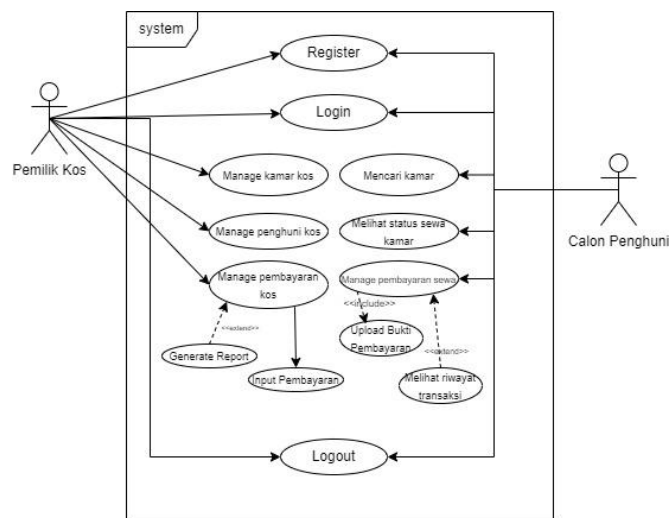 system
Register
Login
Pemilik Kos
Manage kamar kos
Mencari kamar
Manage penghuni kos
Melihat status sewa
kamar
Calon Penghuni
Manage pembayaran
kos
Manage pembayaran sewa
<<include>>
<<extend>>
Generate Report
Upload Bukti
Pembayaran
<<extend>>
Input Pembayaran
Melihat riwayat
transaksi
Logout